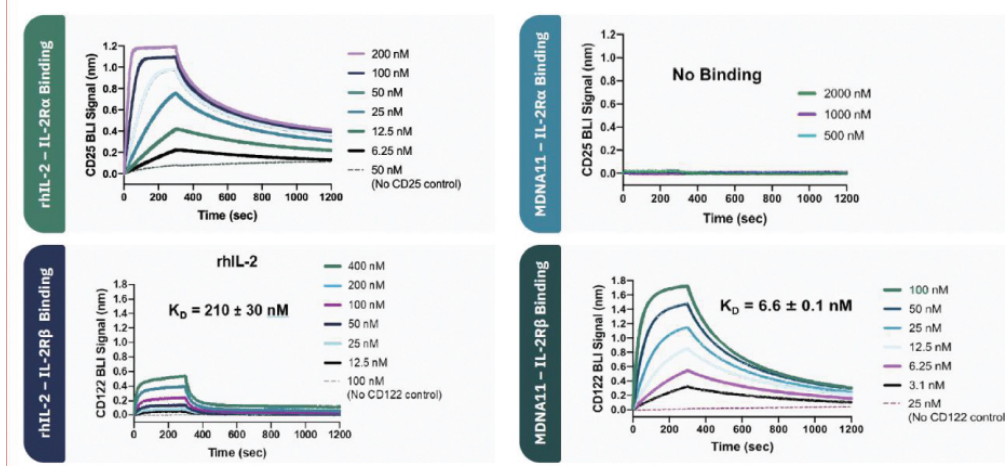 rhIL-2 – IL-2Rα Binding
CD25 BLI Signal (nm)
1.2
1.0
0.8
0.6
0.4
0.2
0.0
0 200 400 600 800 1000 1200
Time (sec)
200 nM
100 nM
50 nM
25 nM
12.5 nM
6.25 nM
50 nM
(No CD25 control)
MDNA11 – IL-2Rα Binding
CD25 BLI Signal (nm)
1.2
1.0
0.8
0.6
0.4
0.2
0.0
No Binding
2000 nM
1000 nM
500 nM
0 200 400 600 800 1000 1200
Time (sec)
rhIL-2 – IL-2Rβ Binding
rhIL-2
CD122 BLI Signal (nm)
1.8
1.6
1.4
1.2
1.0
0.8
0.6
0.4
0.2
0.0
K_D = 210 ± 30 nM
0 200 400 600 800 1000 1200
Time (sec)
400 nM
200 nM
100 nM
50 nM
25 nM
12.5 nM
100 nM
(No CD122 control)
MDNA11 – IL-2Rβ Binding
CD122 BLI Signal (nm)
1.8
1.6
1.4
1.2
1.0
0.8
0.6
0.4
0.2
0.0
K_D = 6.6 ± 0.1 nM
0 200 400 600 800 1000 1200
Time (sec)
100 nM
50 nM
25 nM
12.5 nM
6.25 nM
3.1 nM
25 nM
(No CD122 control)